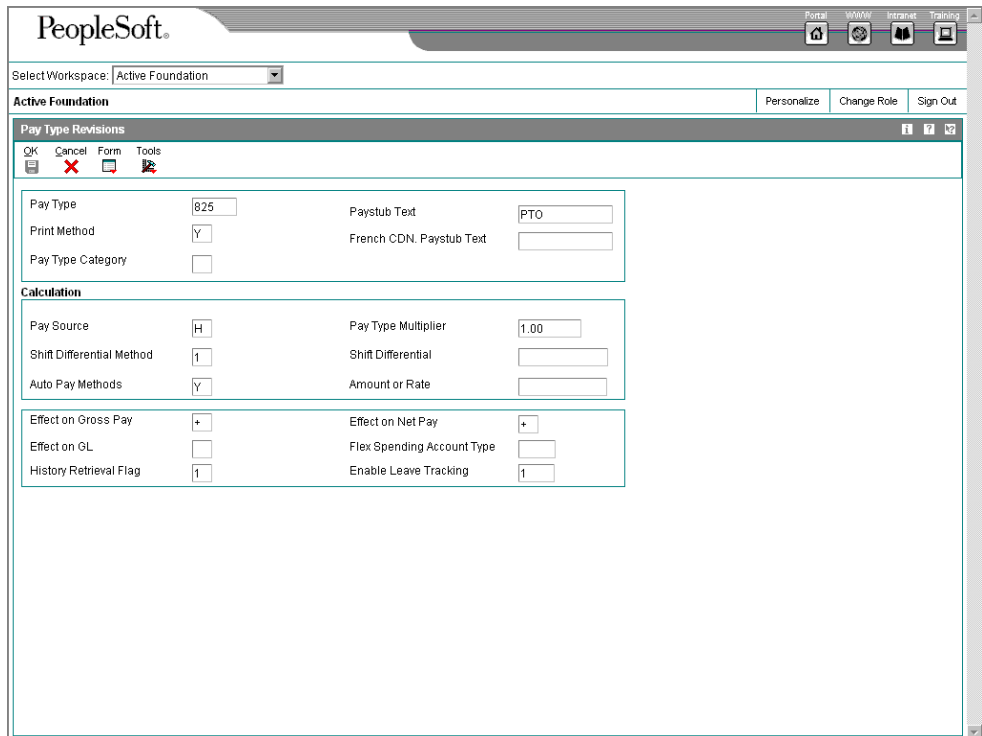 PeopleSoft.
Portal WWW Intranet Training
Select Workspace: Active Foundation
Active Foundation
Personalize Change Role Sign Out
Pay Type Revisions
OK Cancel Form Tools
Pay Type 825 Paystub Text PTO
Print Method Y French CDN. Paystub Text
Pay Type Category
Calculation
Pay Source H Pay Type Multiplier 1.00
Shift Differential Method 1 Shift Differential
Auto Pay Methods Y Amount or Rate
Effect on Gross Pay + Effect on Net Pay +
Effect on GL Flex Spending Account Type
History Retrieval Flag 1 Enable Leave Tracking 1